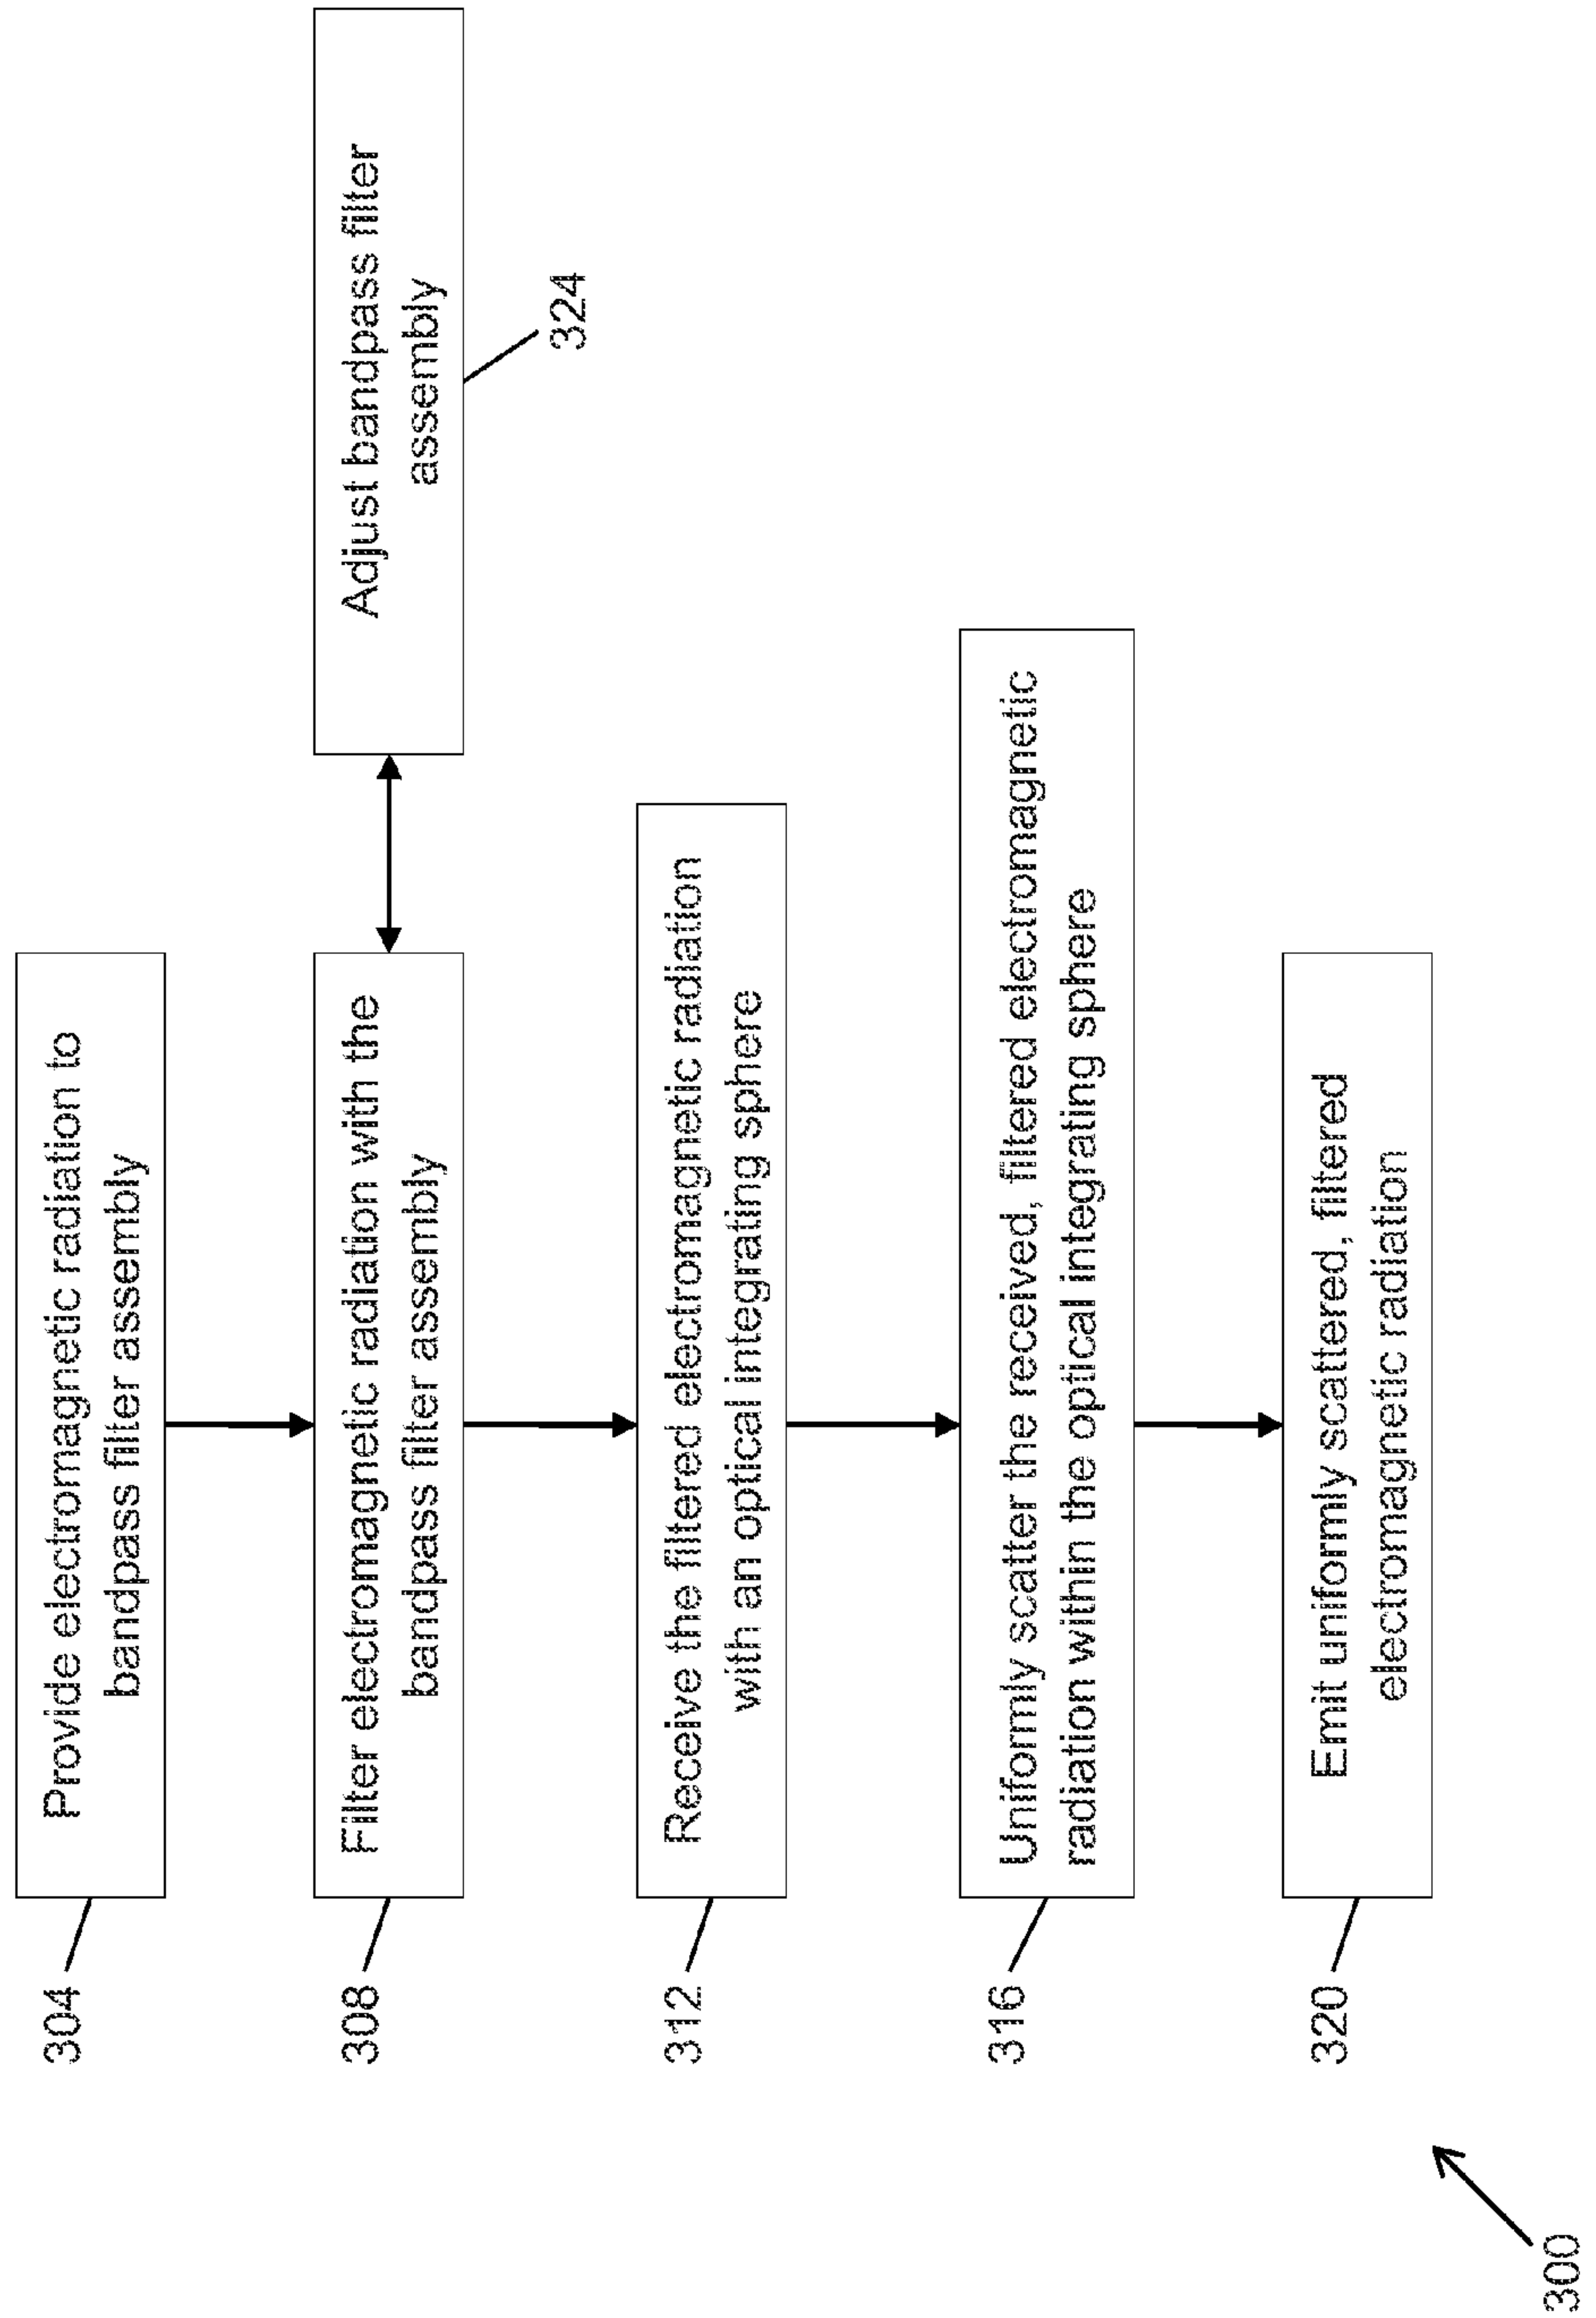 304
Provide electromagnetic radiation to
bandpass filter assembly
308
Filter electromagnetic radiation with the
bandpass filter assembly
Adjust bandpass filter
assembly
324
312
Receive the filtered electromagnetic radiation
with an optical integrating sphere
316
Uniformly scatter the received, filtered electromagnetic
radiation within the optical integrating sphere
320
Emit uniformly scattered, filtered
electromagnetic radiation
300